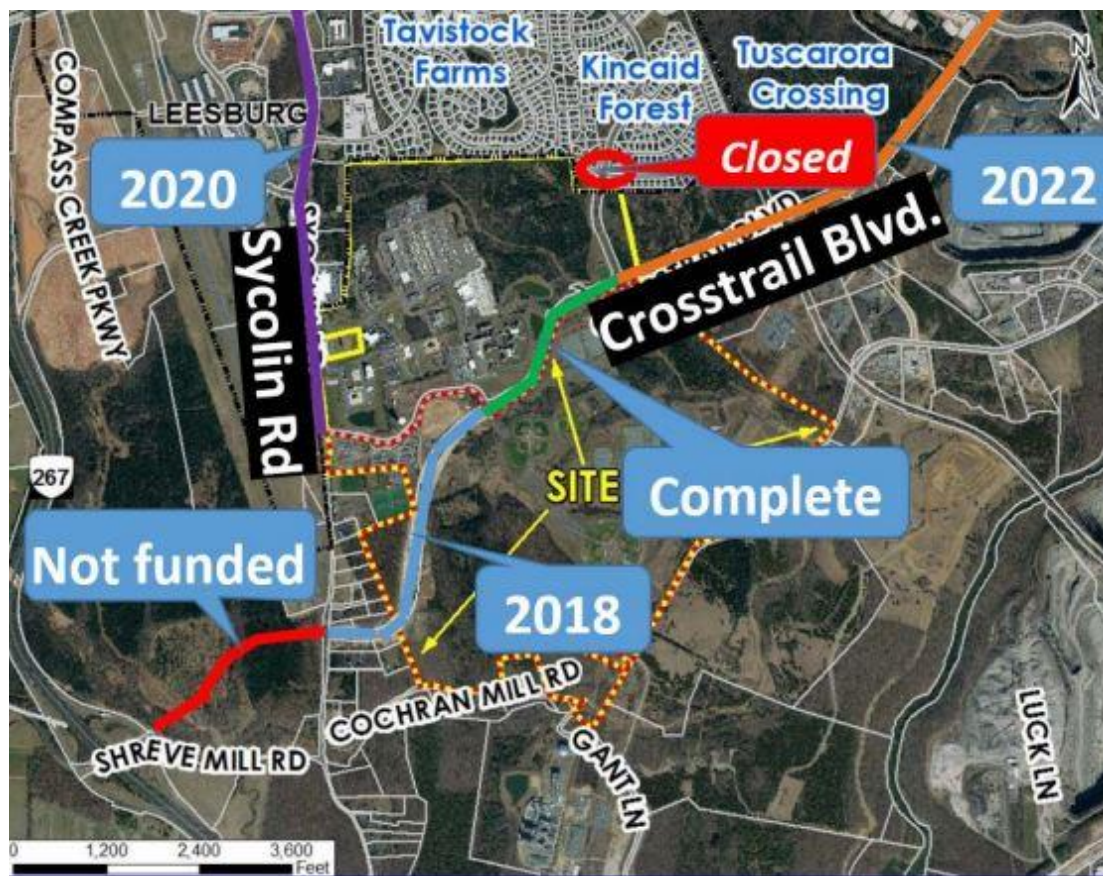 Tavistock
Farms
Kincaid
Forest
Tuscarora
Crossing
N
COMPASS CREEK PKWY
LEESBURG
2020
Closed
2022
Sycolin Rd
Crosstrail Blvd.
267
SITE
Complete
Not funded
2018
COCHRAN MILL RD
SHREVE MILL RD
GANT LN
LUCK LN
0 1,200 2,400 3,600
Feet